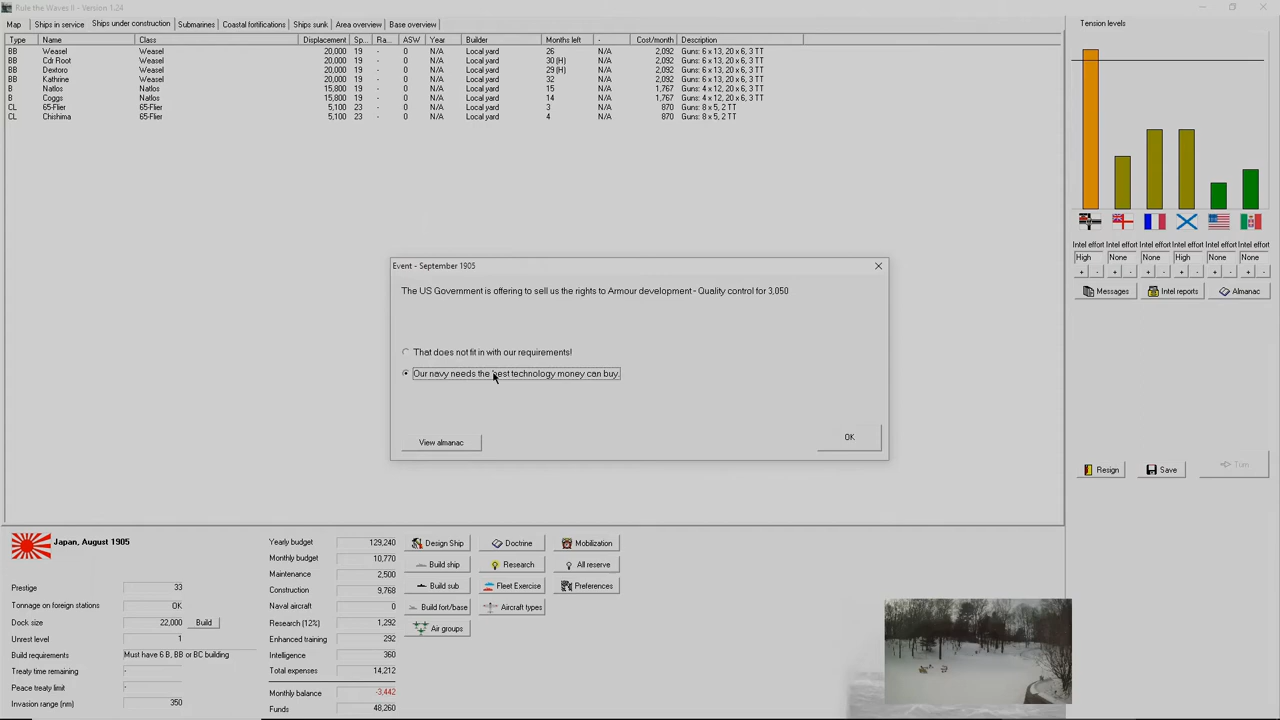 Rule the Waves II - Version 1.24
Map Ships in service Ships under construction Submarines Coastal fortifications Ships sunk Area overview Base overview
Type Name Class Displacement Sp... Ra... ASW Year Builder Months left - Cost/month Description
BB Weasel Weasel 20,000 19 - 0 N/A Local yard 26 N/A 2,092 Guns: 6 x 13, 20 x 6, 3 TT
BB Cdr Root Weasel 20,000 19 - 0 N/A Local yard 30 (H) N/A 2,092 Guns: 6 x 13, 20 x 6, 3 TT
BB Dextoro Weasel 20,000 19 - 0 N/A Local yard 29 (H) N/A 2,092 Guns: 6 x 13, 20 x 6, 3 TT
BB Kathrine Weasel 20,000 19 - 0 N/A Local yard 32 N/A 2,092 Guns: 6 x 13, 20 x 6, 3 TT
B Natlos Natlos 15,800 19 - 0 N/A Local yard 15 N/A 1,767 Guns: 4 x 12, 20 x 6, 3 TT
B Coggs Natlos 15,800 19 - 0 N/A Local yard 14 N/A 1,767 Guns: 4 x 12, 20 x 6, 3 TT
CL 65-Flier 65-Flier 5,100 23 - 0 N/A Local yard 3 N/A 870 Guns: 8 x 5, 2 TT
CL Chishima 65-Flier 5,100 23 - 0 N/A Local yard 4 N/A 870 Guns: 8 x 5, 2 TT
Tension levels
Intel effort Intel effort Intel effort Intel effort Intel effort Intel effort
High None None High None None
+ - + - + - + - + - + -
Messages Intel reports Almanac
Event - September 1905
The US Government is offering to sell us the rights to Armour development - Quality control for 3,050
That does not fit in with our requirements!
Our navy needs the best technology money can buy.
View almanac OK
Resign Save Turn
Japan, August 1905
Prestige 33
Tonnage on foreign stations OK
Dock size 22,000 Build
Unrest level 1
Build requirements Must have 6 B, BB or BC building
Treaty time remaining -
Peace treaty limit -
Invasion range (nm) 350
Yearly budget 129,240
Monthly budget 10,770
Maintenance 2,500
Construction 9,768
Naval aircraft 0
Research (12%) 1,292
Enhanced training 292
Intelligence 360
Total expenses 14,212
Monthly balance -3,442
Funds 48,260
Design Ship Doctrine Mobilization
Build ship Research All reserve
Build sub Fleet Exercise Preferences
Build fort/base Aircraft types
Air groups